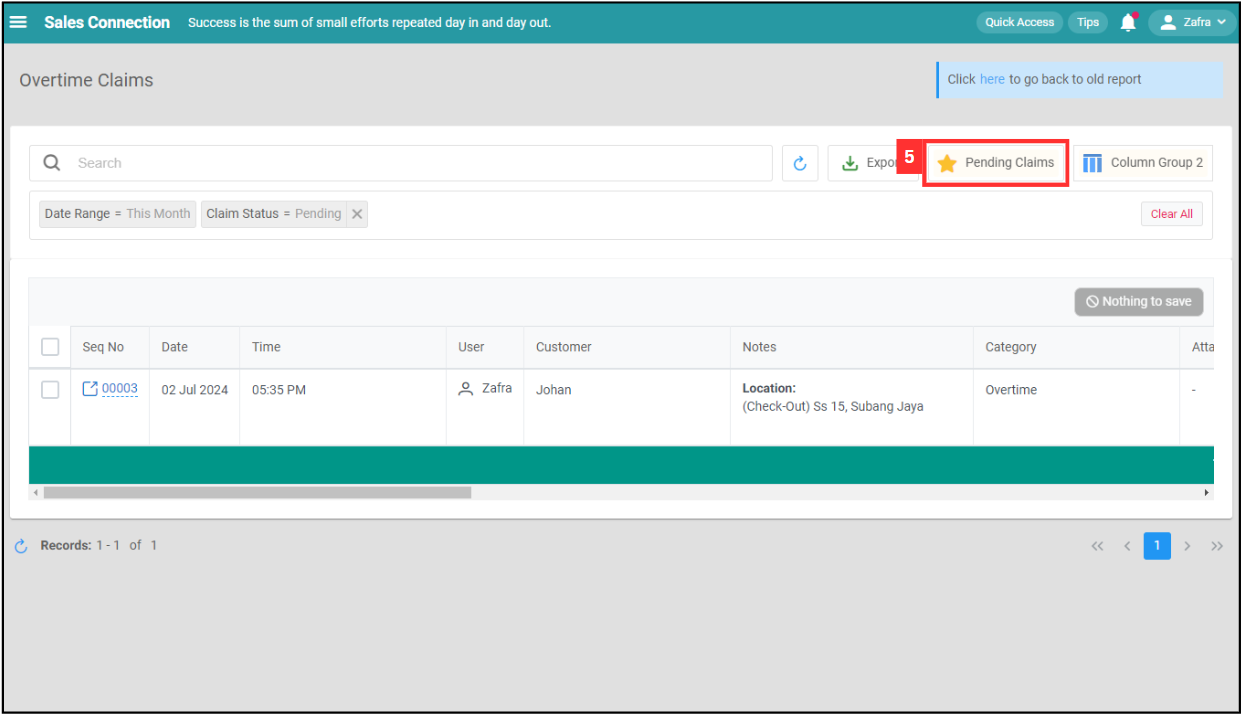 Sales Connection Success is the sum of small efforts repeated day in and day out. Quick Access Tips Zafra
Overtime Claims
Click here to go back to old report
Search Expor 5 Pending Claims Column Group 2
Date Range = This Month Claim Status = Pending Clear All
Nothing to save
Seq No Date Time User Customer Notes Category Atta
00003 02 Jul 2024 05:35 PM Zafra Johan Location: Overtime -
(Check-Out) Ss 15, Subang Jaya
Records: 1 - 1 of 1 << < 1 > >>